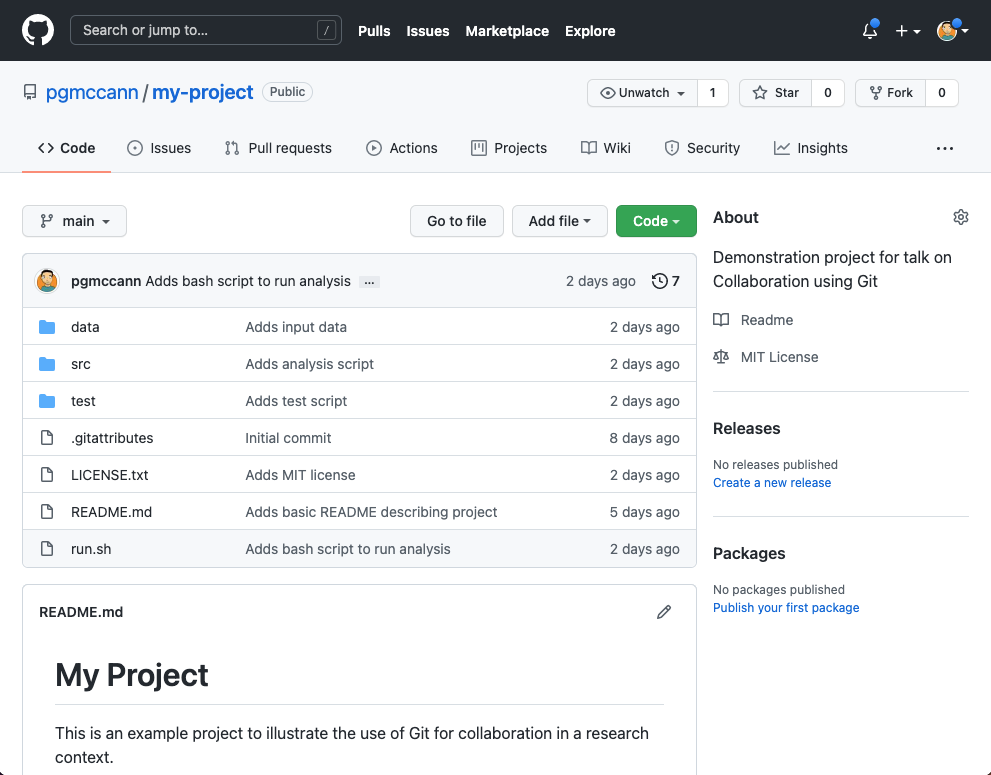 Search or jump to… /
Pulls Issues Marketplace Explore
pgmccann / my-project Public
Unwatch 1 Star 0 Fork 0
Code Issues Pull requests Actions Projects Wiki Security Insights …
main Go to file Add file Code
pgmccann Adds bash script to run analysis … 2 days ago 7
data Adds input data 2 days ago
src Adds analysis script 2 days ago
test Adds test script 2 days ago
.gitattributes Initial commit 8 days ago
LICENSE.txt Adds MIT license 2 days ago
README.md Adds basic README describing project 5 days ago
run.sh Adds bash script to run analysis 2 days ago
README.md
My Project
This is an example project to illustrate the use of Git for collaboration in a research
context.
About
Demonstration project for talk on
Collaboration using Git
Readme
MIT License
Releases
No releases published
Create a new release
Packages
No packages published
Publish your first package